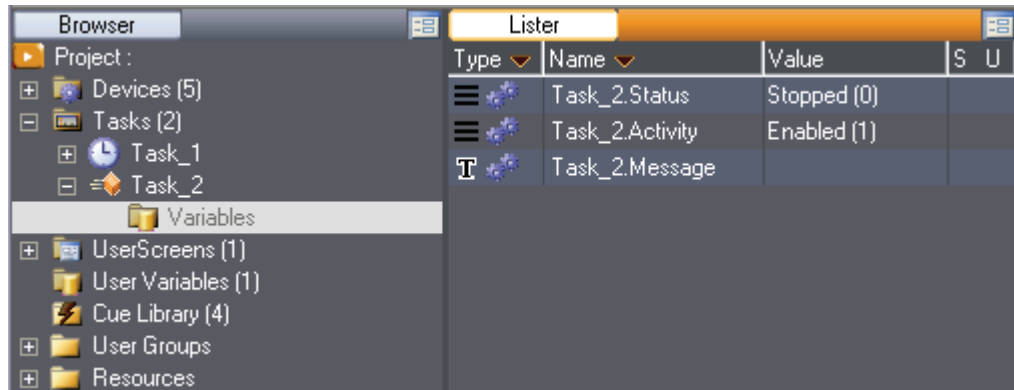 Browser
Project :
Devices (5)
Tasks (2)
Task_1
Task_2
Variables
UserScreens (1)
User Variables (1)
Cue Library (4)
User Groups
Resources
Lister
Type Name Value S U
Task_2.Status Stopped (0)
Task_2.Activity Enabled (1)
T Task_2.Message